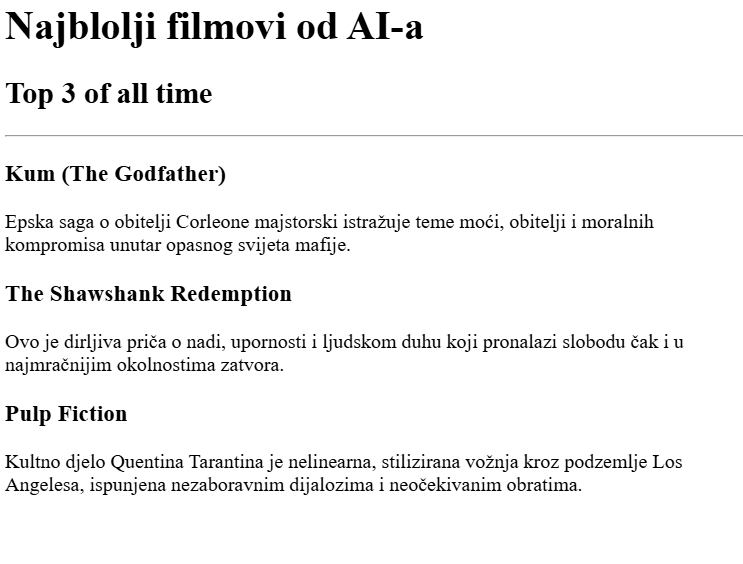 Najblolji filmovi od AI-a
Top 3 of all time
Kum (The Godfather)
Epska saga o obitelji Corleone majstorski istražuje teme moći, obitelji i moralnih
kompromisa unutar opasnog svijeta mafije.
The Shawshank Redemption
Ovo je dirljiva priča o nadi, upornosti i ljudskom duhu koji pronalazi slobodu čak i u
najmračnijim okolnostima zatvora.
Pulp Fiction
Kultno djelo Quentina Tarantina je nelinearna, stilizirana vožnja kroz podzemlje Los
Angelesa, ispunjena nezaboravnim dijalozima i neočekivanim obratima.